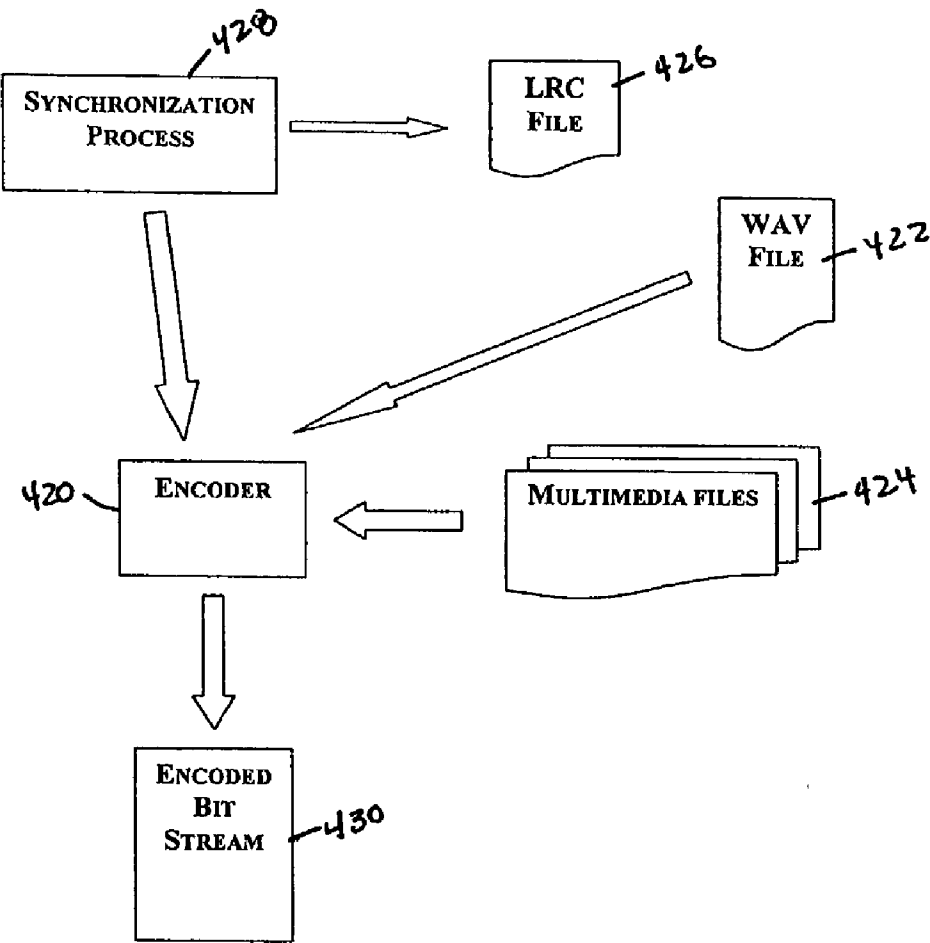 428
SYNCHRONIZATION
PROCESS
LRC
FILE
426
WAV
FILE
422
420
ENCODER
MULTIMEDIA FILES
424
ENCODED
BIT
STREAM
430